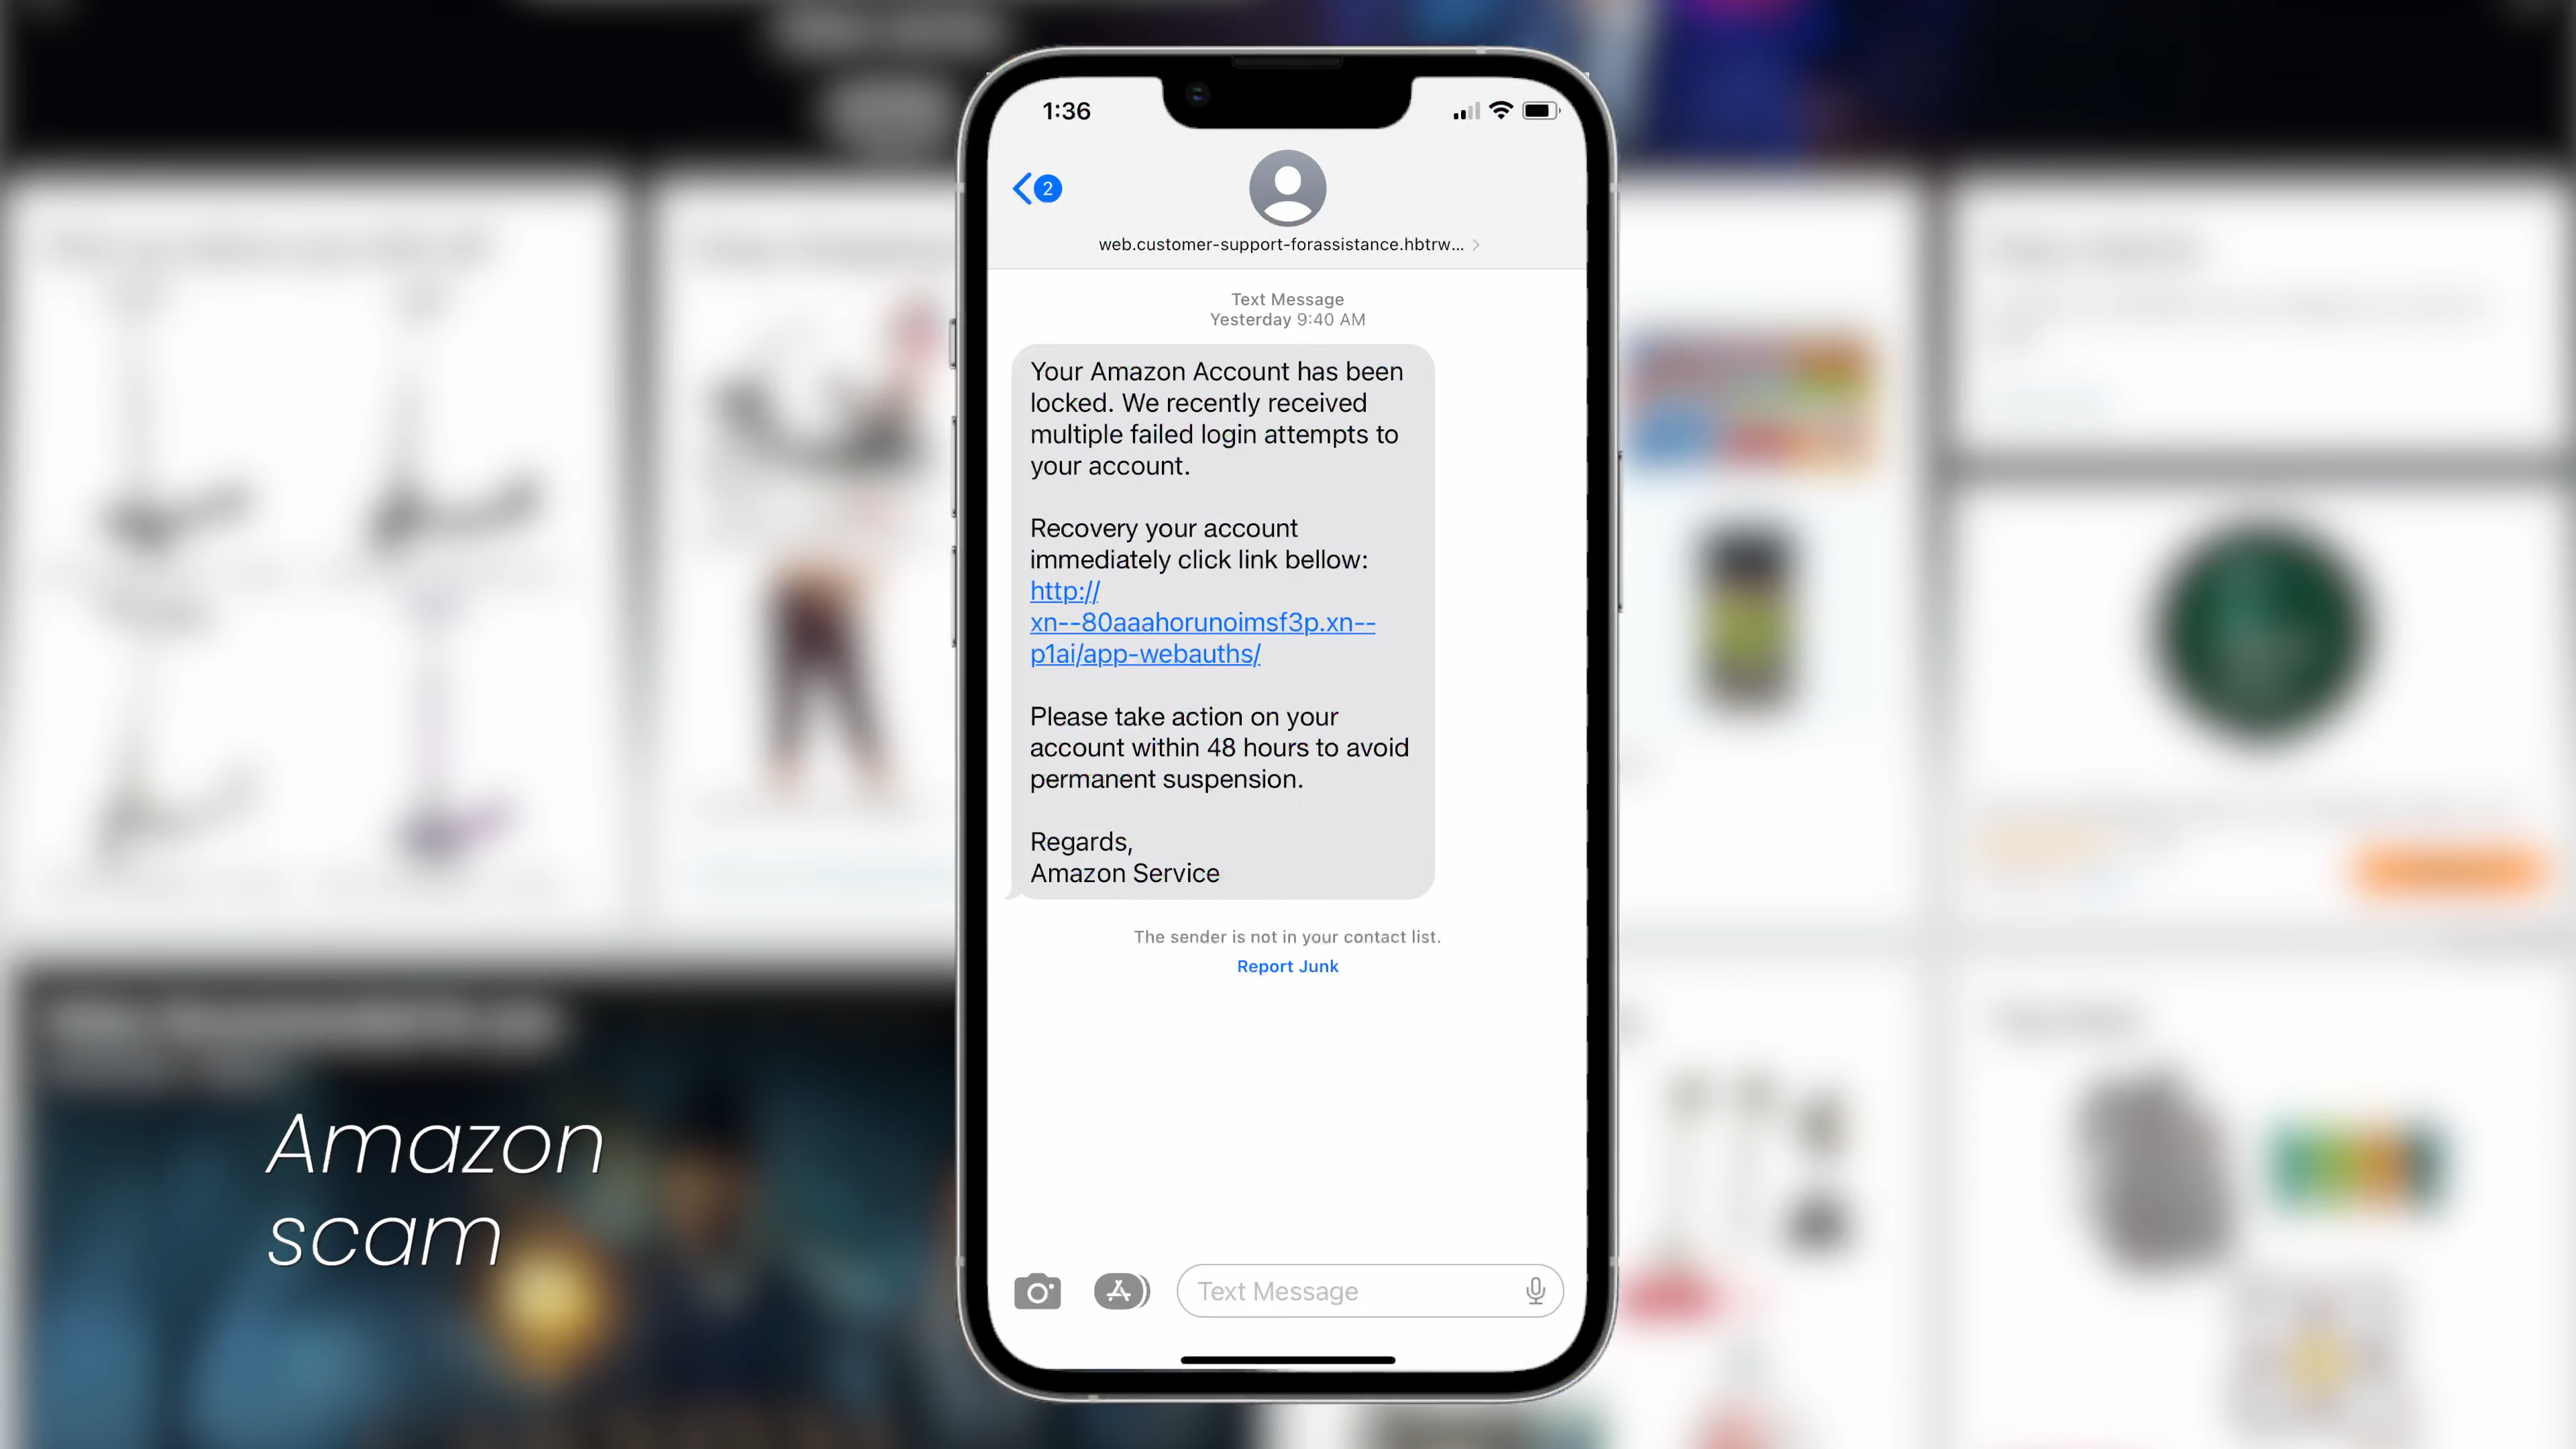 1:36
2
web.customer-support-forassistance.hbtrw...
Text Message
Yesterday 9:40 AM
Your Amazon Account has been
locked. We recently received
multiple failed login attempts to
your account.
Recovery your account
immediately click link bellow:
http://
xn--80aaahorunoimsf3p.xn--
p1ai/app-webauths/
Please take action on your
account within 48 hours to avoid
permanent suspension.
Regards,
Amazon Service
The sender is not in your contact list.
Report Junk
Text Message
Amazon
scam